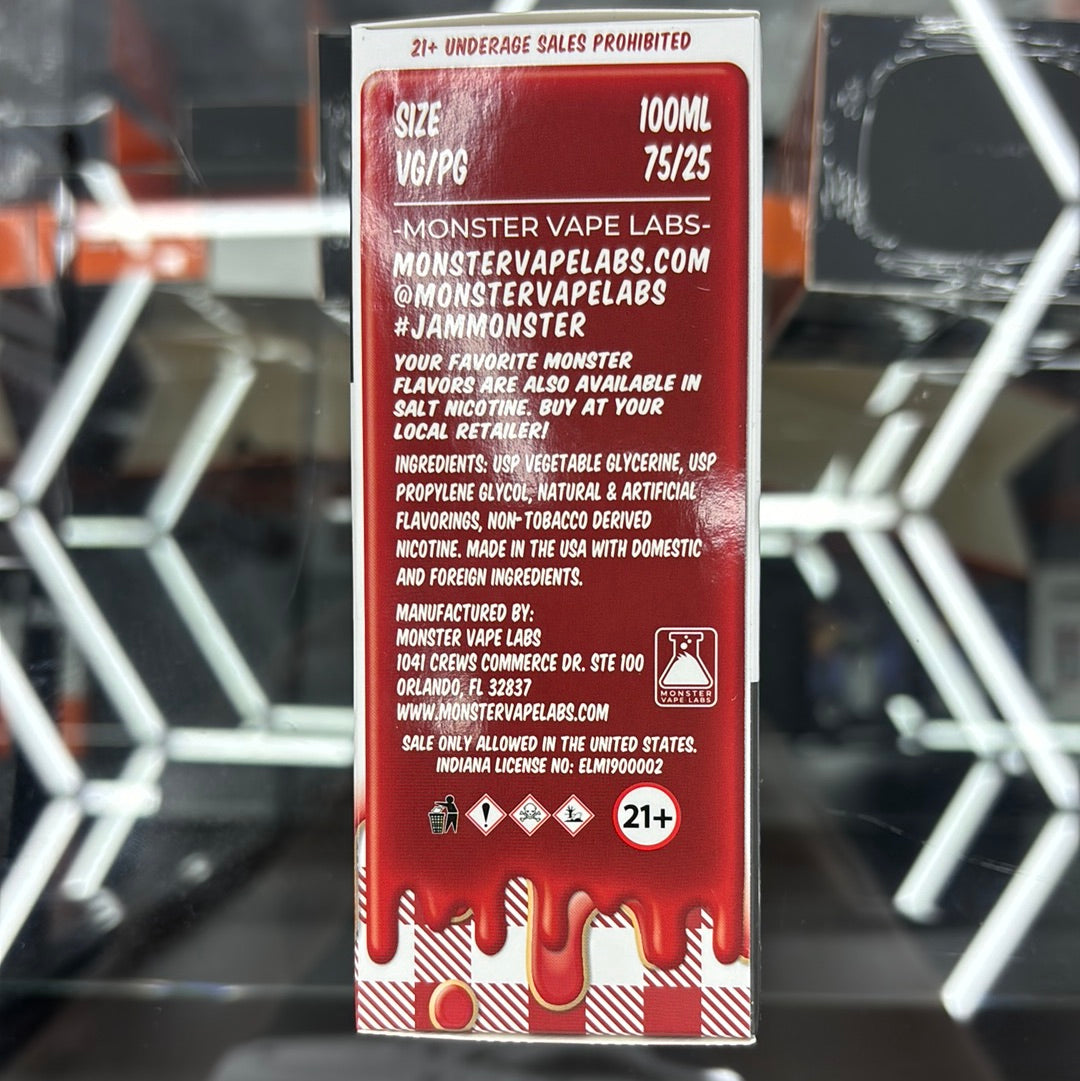 21+ UNDERAGE SALES PROHIBITED
SIZE 100ML
VG/PG 75/25
-MONSTER VAPE LABS-
MONSTERVAPELABS.COM
@MONSTERVAPELABS
#JAMMONSTER
YOUR FAVORITE MONSTER
FLAVORS ARE ALSO AVAILABLE IN
SALT NICOTINE. BUY AT YOUR
LOCAL RETAILER!
INGREDIENTS: USP VEGETABLE GLYCERINE, USP
PROPYLENE GLYCOL, NATURAL & ARTIFICIAL
FLAVORINGS, NON-TOBACCO DERIVED
NICOTINE. MADE IN THE USA WITH DOMESTIC
AND FOREIGN INGREDIENTS.
MANUFACTURED BY:
MONSTER VAPE LABS
1041 CREWS COMMERCE DR. STE 100
ORLANDO, FL 32837
WWW.MONSTERVAPELABS.COM
MONSTER
VAPE LABS
SALE ONLY ALLOWED IN THE UNITED STATES.
INDIANA LICENSE NO: ELM1900002
21+